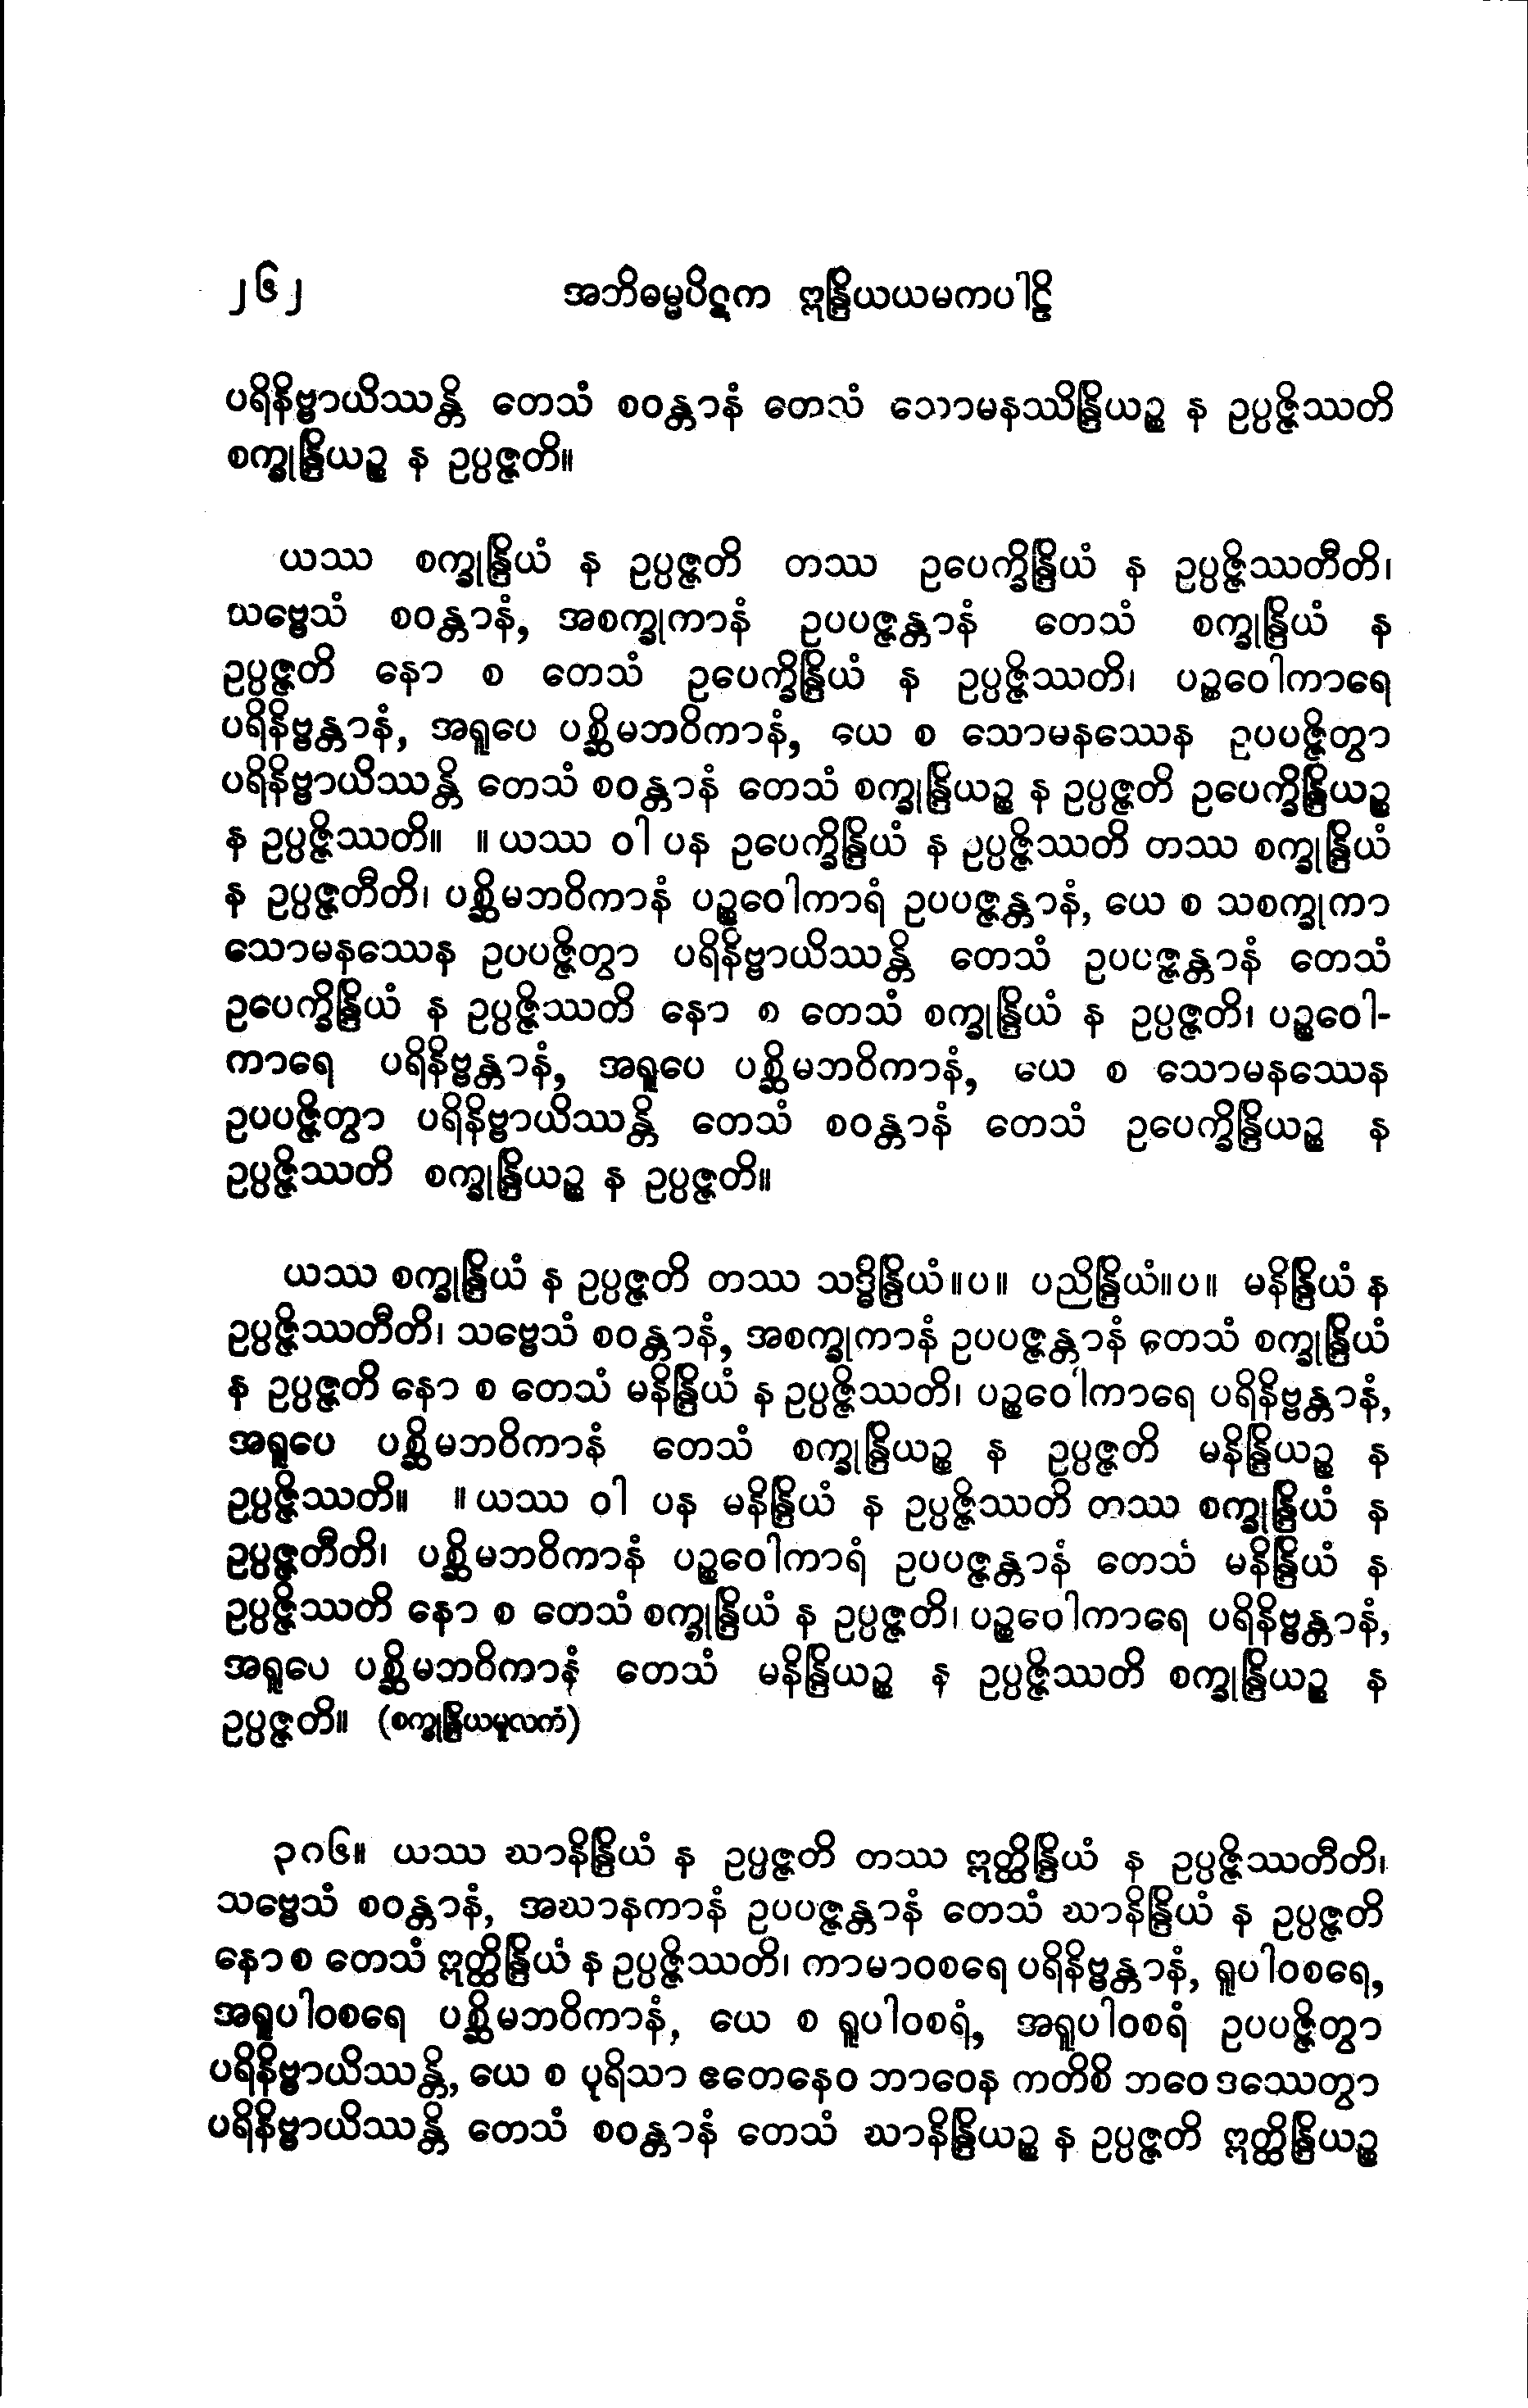 ၂၆၂ အဘိဓမ္မပိဋက ဣန္ဒြိယယမကပါဠိ
ပရိနိဗ္ဗာယိဿန္တိ တေသံ စဝန္တာနံ တေသံ သောမနဿိန္ဒြိယဉ္စ န ဥပ္ပဇ္ဇိဿတိ
စက္ခုန္ဒြိယဉ္စ န ဥပ္ပဇ္ဇတိ။
ယဿ စက္ခုန္ဒြိယံ န ဥပ္ပဇ္ဇတိ တဿ ဥပေက္ခိန္ဒြိယံ န ဥပ္ပဇ္ဇိဿတီတိ၊
သဗ္ဗေသံ စဝန္တာနံ, အစက္ခုကာနံ ဥပပဇ္ဇန္တာနံ တေသံ စက္ခုန္ဒြိယံ န
ဥပ္ပဇ္ဇတိ နော စ တေသံ ဥပေက္ခိန္ဒြိယံ န ဥပ္ပဇ္ဇိဿတိ၊ ပဉ္စဝေါကာရေ
ပရိနိဗ္ဗန္တာနံ, အရူပေ ပစ္ဆိမဘဝိကာနံ, ယေ စ သောမနဿေန ဥပပဇ္ဇိတွာ
ပရိနိဗ္ဗာယိဿန္တိ တေသံ စဝန္တာနံ တေသံ စက္ခုန္ဒြိယဉ္စ န ဥပ္ပဇ္ဇတိ ဥပေက္ခိန္ဒြိယဉ္စ
န ဥပ္ပဇ္ဇိဿတိ။ ။ ယဿ ဝါ ပန ဥပေက္ခိန္ဒြိယံ န ဥပ္ပဇ္ဇိဿတိ တဿ စက္ခုန္ဒြိယံ
န ဥပ္ပဇ္ဇတီတိ၊ ပစ္ဆိမဘဝိကာနံ ပဉ္စဝေါကာရံ ဥပပဇ္ဇန္တာနံ, ယေ စ သစက္ခုကာ
သောမနဿေန ဥပပဇ္ဇိတွာ ပရိနိဗ္ဗာယိဿန္တိ တေသံ ဥပပဇ္ဇန္တာနံ တေသံ
ဥပေက္ခိန္ဒြိယံ န ဥပ္ပဇ္ဇိဿတိ နော စ တေသံ စက္ခုန္ဒြိယံ န ဥပ္ပဇ္ဇတိ၊ ပဉ္စဝေါ-
ကာရေ ပရိနိဗ္ဗန္တာနံ, အရူပေ ပစ္ဆိမဘဝိကာနံ, ယေ စ သောမနဿေန
ဥပပဇ္ဇိတွာ ပရိနိဗ္ဗာယိဿန္တိ တေသံ စဝန္တာနံ တေသံ ဥပေက္ခိန္ဒြိယဉ္စ န
ဥပ္ပဇ္ဇိဿတိ စက္ခုန္ဒြိယဉ္စ န ဥပ္ပဇ္ဇတိ။
ယဿ စက္ခုန္ဒြိယံ န ဥပ္ပဇ္ဇတိ တဿ သဒ္ဓိန္ဒြိယံ။ပ။ ပညိန္ဒြိယံ။ပ။ မနိန္ဒြိယံ န
ဥပ္ပဇ္ဇိဿတီတိ၊ သဗ္ဗေသံ စဝန္တာနံ, အစက္ခုကာနံ ဥပပဇ္ဇန္တာနံ တေသံ စက္ခုန္ဒြိယံ
န ဥပ္ပဇ္ဇတိ နော စ တေသံ မနိန္ဒြိယံ န ဥပ္ပဇ္ဇိဿတိ၊ ပဉ္စဝေါကာရေ ပရိနိဗ္ဗန္တာနံ,
အရူပေ ပစ္ဆိမဘဝိကာနံ တေသံ စက္ခုန္ဒြိယဉ္စ န ဥပ္ပဇ္ဇတိ မနိန္ဒြိယဉ္စ န
ဥပ္ပဇ္ဇိဿတိ။ ။ ယဿ ဝါ ပန မနိန္ဒြိယံ န ဥပ္ပဇ္ဇိဿတိ တဿ စက္ခုန္ဒြိယံ န
ဥပ္ပဇ္ဇတီတိ၊ ပစ္ဆိမဘဝိကာနံ ပဉ္စဝေါကာရံ ဥပပဇ္ဇန္တာနံ တေသံ မနိန္ဒြိယံ န
ဥပ္ပဇ္ဇိဿတိ နော စ တေသံ စက္ခုန္ဒြိယံ န ဥပ္ပဇ္ဇတိ၊ ပဉ္စဝေါကာရေ ပရိနိဗ္ဗန္တာနံ,
အရူပေ ပစ္ဆိမဘဝိကာနံ တေသံ မနိန္ဒြိယဉ္စ န ဥပ္ပဇ္ဇိဿတိ စက္ခုန္ဒြိယဉ္စ န
ဥပ္ပဇ္ဇတိ။ (စက္ခုန္ဒြိယမူလကံ)
၃၈၆။ ယဿ ဃာနိန္ဒြိယံ န ဥပ္ပဇ္ဇတိ တဿ ဣတ္ထိန္ဒြိယံ န ဥပ္ပဇ္ဇိဿတီတိ၊
သဗ္ဗေသံ စဝန္တာနံ, အဃာနကာနံ ဥပပဇ္ဇန္တာနံ တေသံ ဃာနိန္ဒြိယံ န ဥပ္ပဇ္ဇတိ
နော စ တေသံ ဣတ္ထိန္ဒြိယံ န ဥပ္ပဇ္ဇိဿတိ၊ ကာမာဝစရေ ပရိနိဗ္ဗန္တာနံ, ရူပါဝစရေ,
အရူပါဝစရေ ပစ္ဆိမဘဝိကာနံ, ယေ စ ရူပါဝစရံ, အရူပါဝစရံ ဥပပဇ္ဇိတွာ
ပရိနိဗ္ဗာယိဿန္တိ, ယေ စ ပုရိသာ ဧတေနေဝ ဘာဝေန ကတိစိ ဘဝေ ဒဿေတွာ
ပရိနိဗ္ဗာယိဿန္တိ တေသံ စဝန္တာနံ တေသံ ဃာနိန္ဒြိယဉ္စ န ဥပ္ပဇ္ဇတိ ဣတ္ထိန္ဒြိယဉ္စ